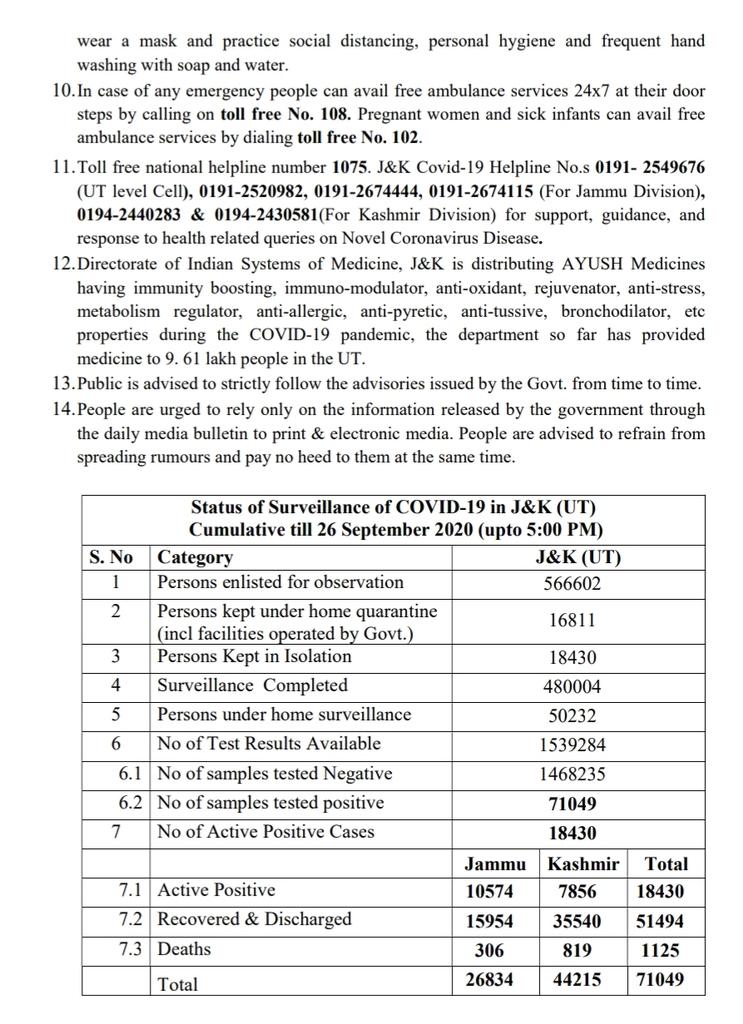 wear a mask and practice social distancing, personal hygiene and frequent hand
washing with soap and water.
10. In case of any emergency people can avail free ambulance services 24x7 at their door
steps by calling on toll free No. 108. Pregnant women and sick infants can avail free
ambulance services by dialing toll free No. 102.
11. Toll free national helpline number 1075. J&K Covid-19 Helpline No.s 0191- 2549676
(UT level Cell), 0191-2520982, 0191-2674444, 0191-2674115 (For Jammu Division),
0194-2440283 & 0194-2430581(For Kashmir Division) for support, guidance, and
response to health related queries on Novel Coronavirus Disease.
12. Directorate of Indian Systems of Medicine, J&K is distributing AYUSH Medicines
having immunity boosting, immuno-modulator, anti-oxidant, rejuvenator, anti-stress,
metabolism regulator, anti-allergic, anti-pyretic, anti-tussive, bronchodilator, etc
properties during the COVID-19 pandemic, the department so far has provided
medicine to 9. 61 lakh people in the UT.
13. Public is advised to strictly follow the advisories issued by the Govt. from time to time.
14. People are urged to rely only on the information released by the government through
the daily media bulletin to print & electronic media. People are advised to refrain from
spreading rumours and pay no heed to them at the same time.
Status of Surveillance of COVID-19 in J&K (UT)
Cumulative till 26 September 2020 (upto 5:00 PM)
S. No Category J&K (UT)
1 Persons enlisted for observation 566602
2 Persons kept under home quarantine
(incl facilities operated by Govt.) 16811
3 Persons Kept in Isolation 18430
4 Surveillance Completed 480004
5 Persons under home surveillance 50232
6 No of Test Results Available 1539284
6.1 No of samples tested Negative 1468235
6.2 No of samples tested positive 71049
7 No of Active Positive Cases 18430
Jammu Kashmir Total
7.1 Active Positive 10574 7856 18430
7.2 Recovered & Discharged 15954 35540 51494
7.3 Deaths 306 819 1125
Total 26834 44215 71049